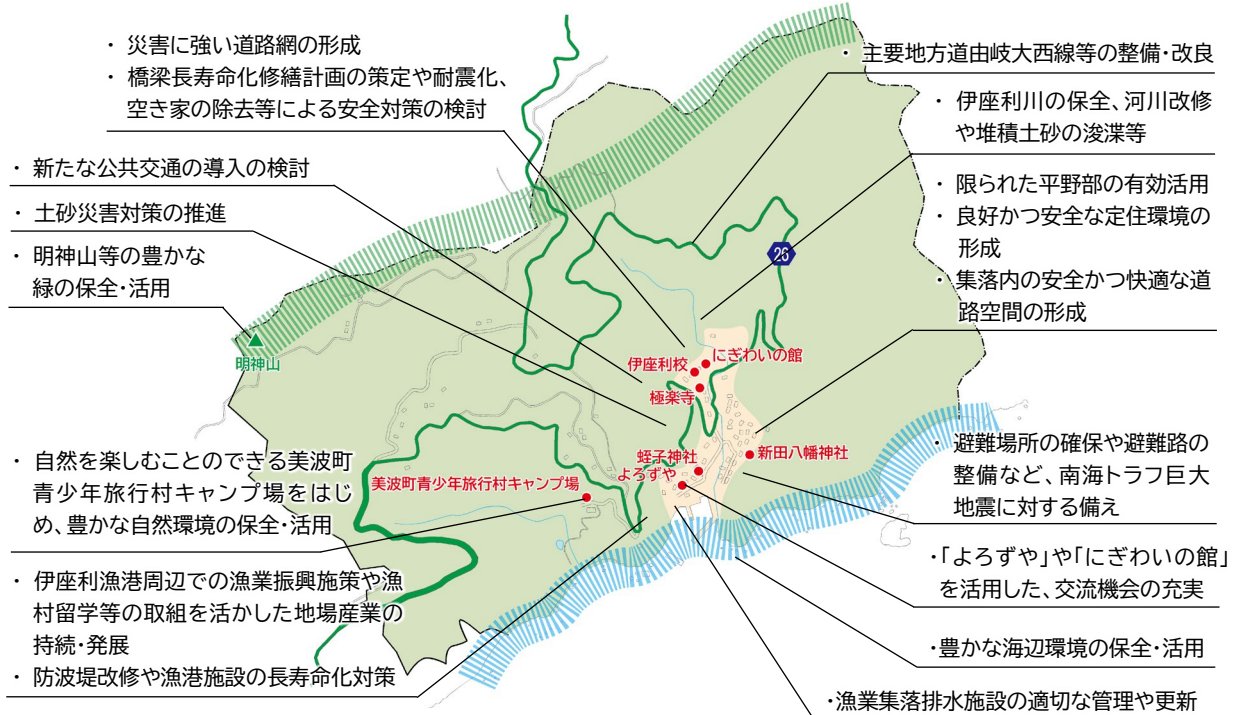 ・ 災害に強い道路網の形成
・ 橋梁長寿命化修繕計画の策定や耐震化、
空き家の除去等による安全対策の検討
・ 新たな公共交通の導入の検討
・ 土砂災害対策の推進
・ 明神山等の豊かな
緑の保全・活用
・ 主要地方道由岐大西線等の整備・改良
・ 伊座利川の保全、河川改修
や堆積土砂の浚渫等
・ 限られた平野部の有効活用
・ 良好かつ安全な定住環境の
形成
・ 集落内の安全かつ快適な道
路空間の形成
26
明神山
伊座利校
にぎわいの館
極楽寺
蛭子神社
よろずや
新田八幡神社
美波町青少年旅行村キャンプ場
・ 自然を楽しむことのできる美波町
青少年旅行村キャンプ場をはじ
め、豊かな自然環境の保全・活用
・ 伊座利漁港周辺での漁業振興施策や漁
村留学等の取組を活かした地場産業の
持続・発展
・ 防波堤改修や漁港施設の長寿命化対策
・ 避難場所の確保や避難路の
整備など、南海トラフ巨大
地震に対する備え
・「よろずや」や「にぎわいの館」
を活用した、交流機会の充実
・豊かな海辺環境の保全・活用
・漁業集落排水施設の適切な管理や更新